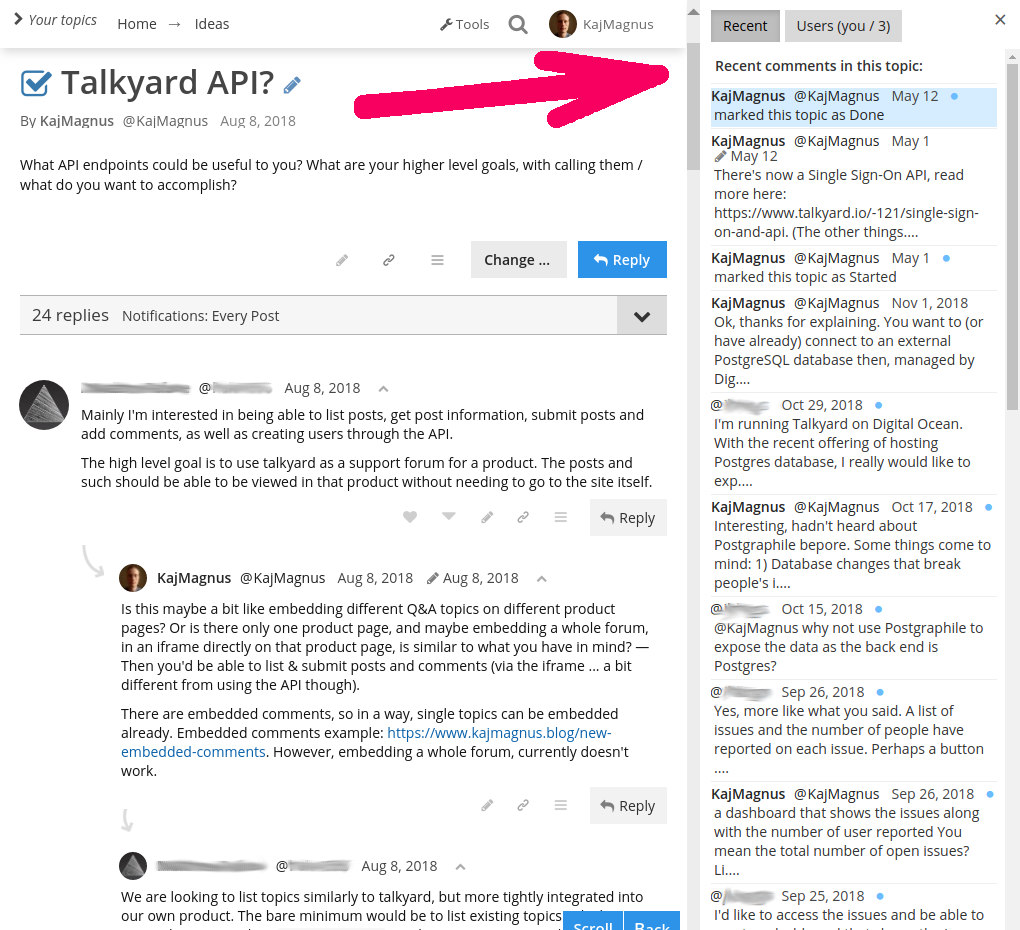 Your topics
Home → Ideas
Tools
KajMagnus
Talkyard API?
By KajMagnus @KajMagnus Aug 8, 2018
What API endpoints could be useful to you? What are your higher level goals, with calling them /
what do you want to accomplish?
Change ...
Reply
24 replies Notifications: Every Post
@ Aug 8, 2018
Mainly I'm interested in being able to list posts, get post information, submit posts and
add comments, as well as creating users through the API.
The high level goal is to use talkyard as a support forum for a product. The posts and
such should be able to be viewed in that product without needing to go to the site itself.
Reply
KajMagnus @KajMagnus Aug 8, 2018 Aug 8, 2018
Is this maybe a bit like embedding different Q&A topics on different product
pages? Or is there only one product page, and maybe embedding a whole forum,
in an iframe directly on that product page, is similar to what you have in mind? —
Then you'd be able to list & submit posts and comments (via the iframe ... a bit
different from using the API though).
There are embedded comments, so in a way, single topics can be embedded
already. Embedded comments example: https://www.kajmagnus.blog/new-
embedded-comments. However, embedding a whole forum, currently doesn't
work.
Reply
@ Aug 8, 2018
We are looking to list topics similarly to talkyard, but more tightly integrated into
our own product. The bare minimum would be to list existing topics
Scroll Back
Recent
Users (you / 3)
Recent comments in this topic:
KajMagnus @KajMagnus May 12
marked this topic as Done
KajMagnus @KajMagnus May 1
May 12
There's now a Single Sign-On API, read
more here:
https://www.talkyard.io/-121/single-sign-
on-and-api. (The other things....
KajMagnus @KajMagnus May 1
marked this topic as Started
KajMagnus @KajMagnus Nov 1, 2018
Ok, thanks for explaining. You want to (or
have already) connect to an external
PostgreSQL database then, managed by
Dig....
@ Oct 29, 2018
I'm running Talkyard on Digital Ocean.
With the recent offering of hosting
Postgres database, I really would like to
exp....
KajMagnus @KajMagnus Oct 17, 2018
Interesting, hadn't heard about
Postgraphile bepore. Some things come to
mind: 1) Database changes that break
people's i....
@ Oct 15, 2018
@KajMagnus why not use Postgraphile to
expose the data as the back end is
Postgres?
@ Sep 26, 2018
Yes, more like what you said. A list of
issues and the number of people have
reported on each issue. Perhaps a button
....
KajMagnus @KajMagnus Sep 26, 2018
a dashboard that shows the issues along
with the number of user reported You
mean the total number of open issues?
Li....
@ Sep 25, 2018
I'd like to access the issues and be able to